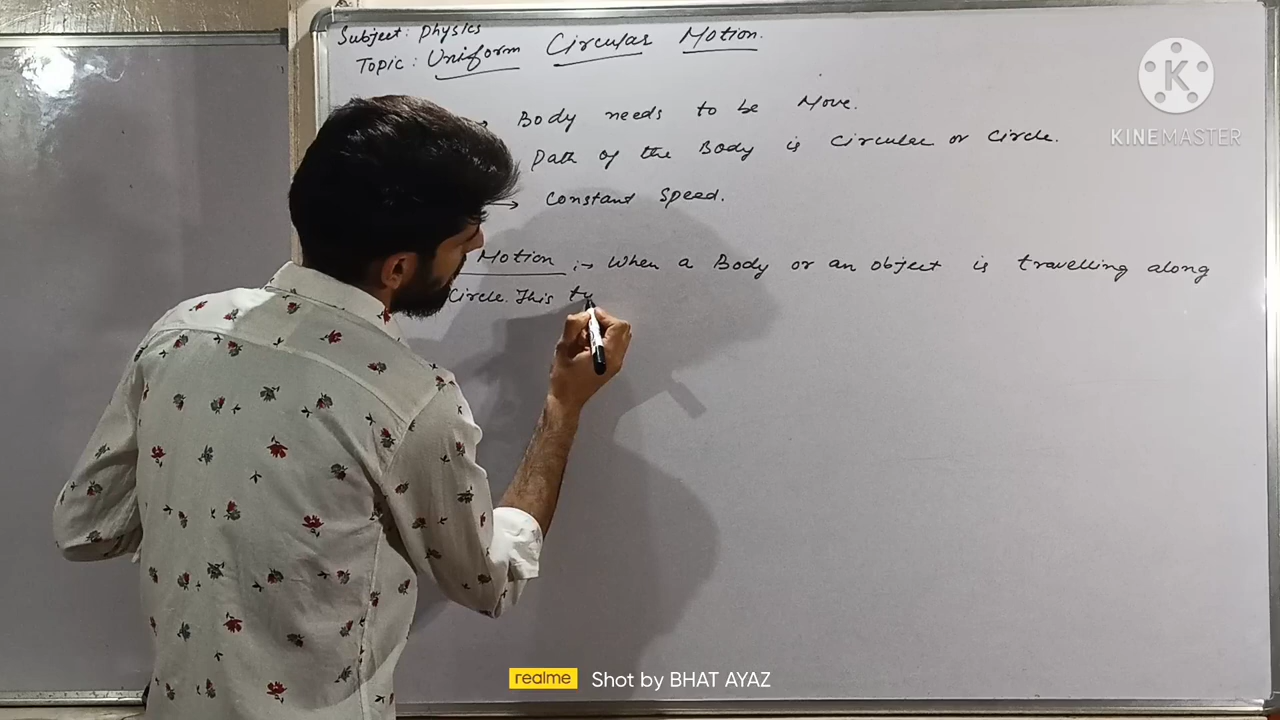 Subject: Physics
Topic: Uniform Circular Motion.
Body needs to be Move.
Path of the Body is Circular or Circle.
→ Constant Speed.
Motion :→ When a Body or an object is travelling along
Circle. This ty
K
KINEMASTER
realme Shot by BHAT AYAZ